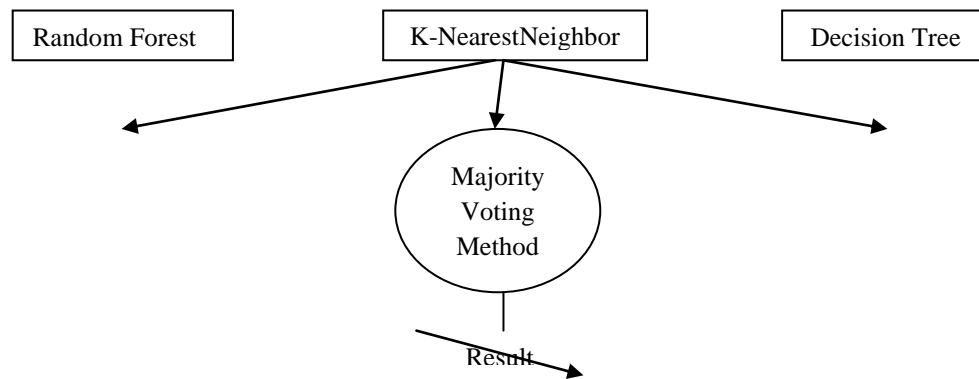 Random Forest
K-NearestNeighbor
Decision Tree
Majority
Voting
Method
Result